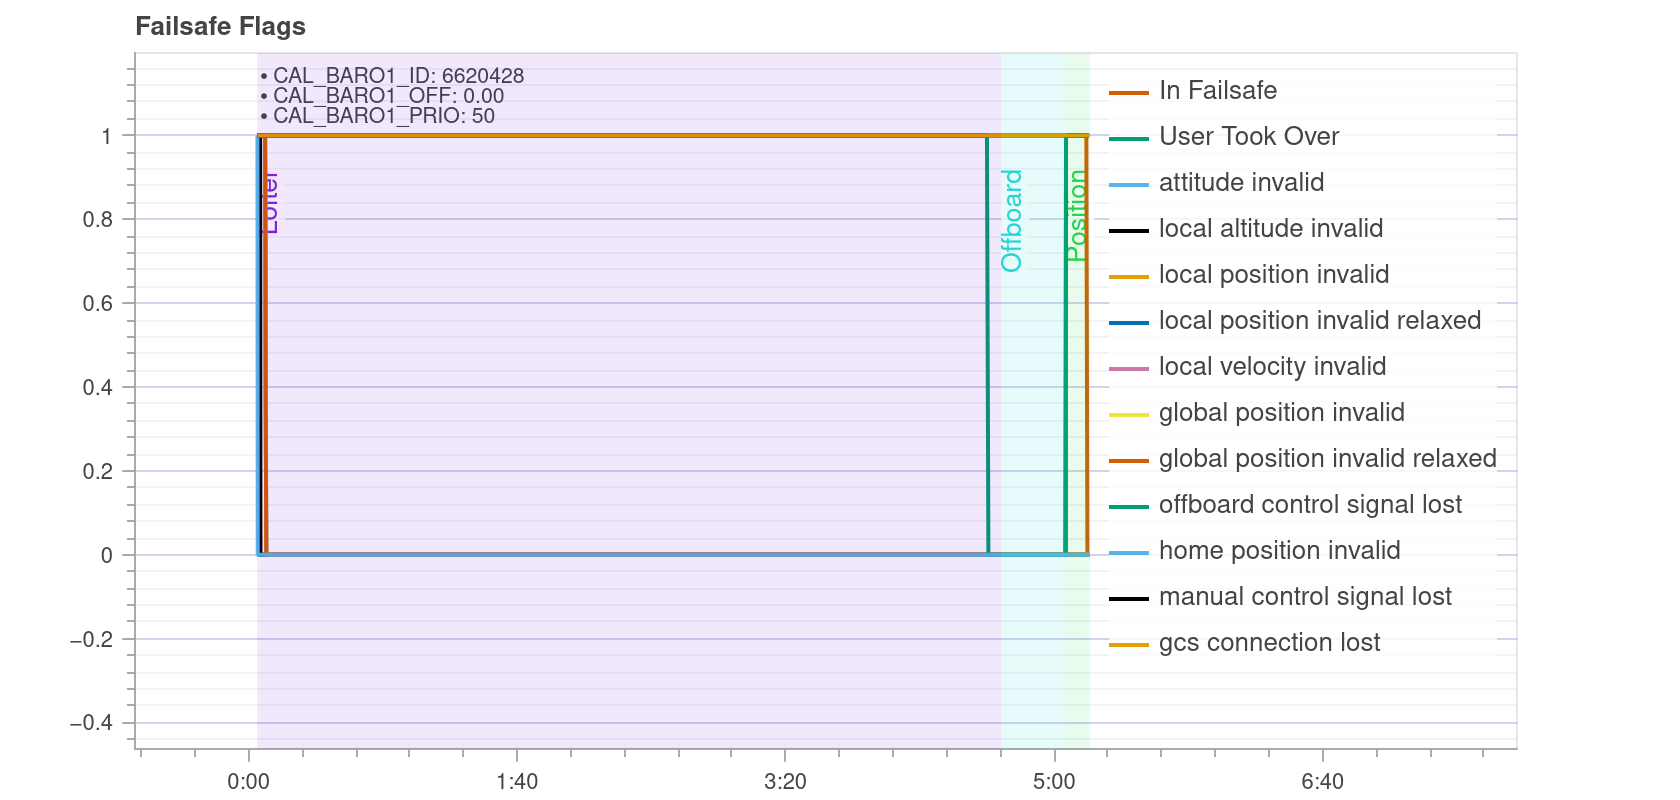 Failsafe Flags
• CAL_BARO1_ID: 6620428
• CAL_BARO1_OFF: 0.00
• CAL_BARO1_PRIO: 50
1
0.8
0.6
0.4
0.2
0
−0.2
−0.4
Loiter
Offboard
Position
In Failsafe
User Took Over
attitude invalid
local altitude invalid
local position invalid
local position invalid relaxed
local velocity invalid
global position invalid
global position invalid relaxed
offboard control signal lost
home position invalid
manual control signal lost
gcs connection lost
0:00
1:40
3:20
5:00
6:40